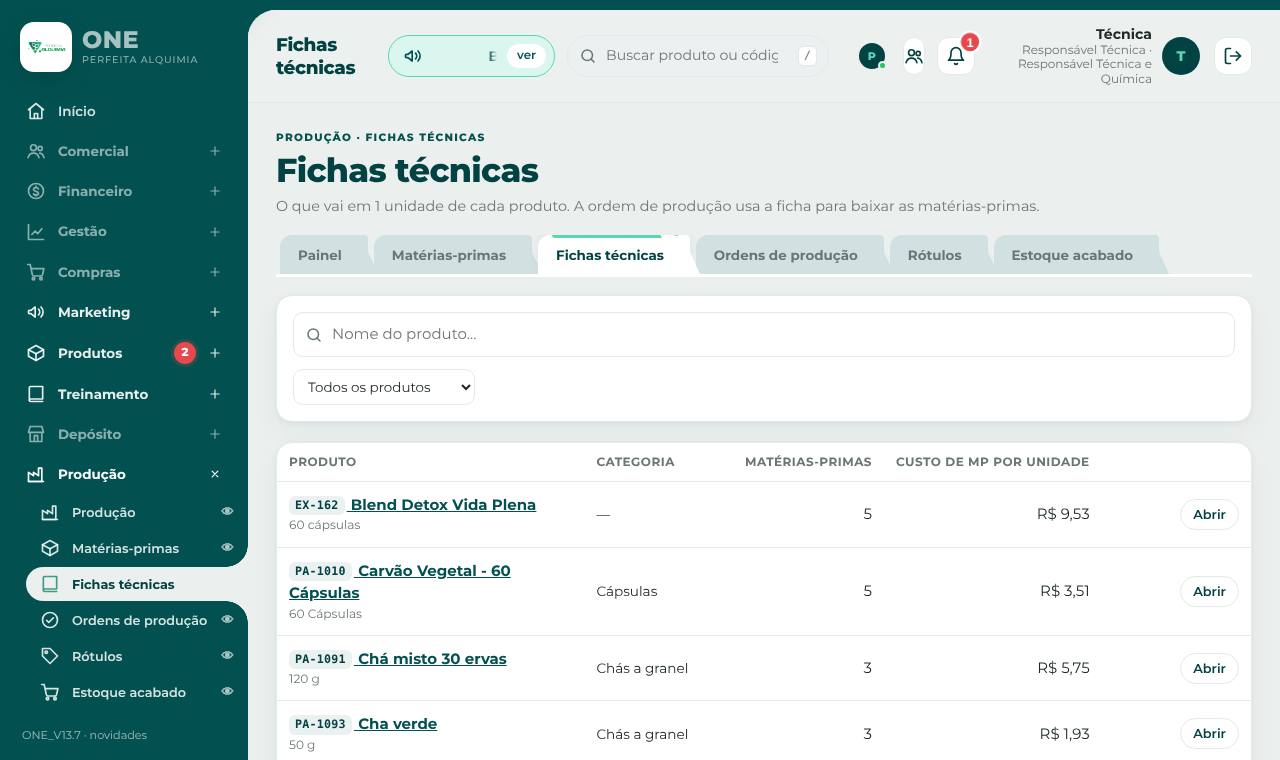 ONE
PERFEITA ALQUIMIA
Início
Comercial
Financeiro
Gestão
Compras
Marketing
Produtos 2
Treinamento
Depósito
Produção
Produção
Matérias-primas
Fichas técnicas
Ordens de produção
Rótulos
Estoque acabado
ONE_V13.7 · novidades
Fichas técnicas
ver
Buscar produto ou códig
/
P
1
Técnica
Responsável Técnica ·
Responsável Técnica e
Químico
T
PRODUÇÃO · FICHAS TÉCNICAS
Fichas técnicas
O que vai em 1 unidade de cada produto. A ordem de produção usa a ficha para baixar as matérias-primas.
Painel Matérias-primas Fichas técnicas Ordens de produção Rótulos Estoque acabado
Nome do produto...
Todos os produtos
PRODUTO CATEGORIA MATÉRIAS-PRIMAS CUSTO DE MP POR UNIDADE
EX-162 Blend Detox Vida Plena — 5 R$ 9,53 Abrir
60 cápsulas
PA-1010 Carvão Vegetal - 60
Cápsulas Cápsulas 5 R$ 3,51 Abrir
60 Cápsulas
PA-1091 Chá misto 30 ervas Chás a granel 3 R$ 5,75 Abrir
120 g
PA-1093 Cha verde Chás a granel 3 R$ 1,93 Abrir
50 g